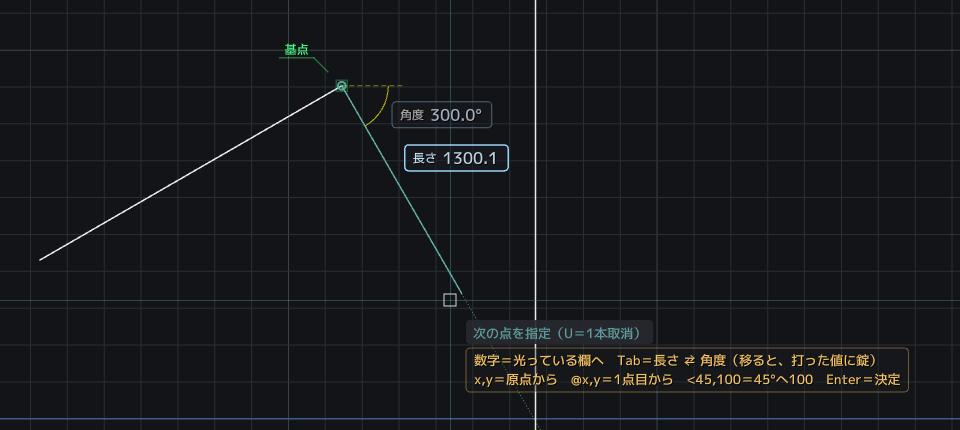 基点
角度 300.0°
長さ 1300.1
次の点を指定（U＝1本取消）
数字＝光っている欄へ　Tab＝長さ ⇄ 角度（移ると、打った値に錠）
x,y＝原点から　@x,y＝1点目から　<45,100＝45°へ100　Enter＝決定